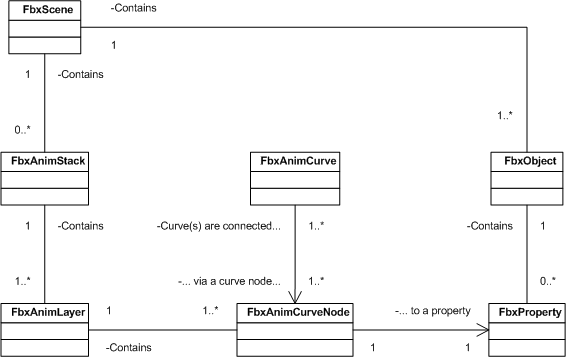 FbxScene
-Contains
1
1
-Contains
0..*
1..*
FbxAnimStack
FbxAnimCurve
FbxObject
1
-Contains
-Curve(s) are connected...
1..*
-Contains
1
1..*
-... via a curve node...
1..*
0..*
FbxAnimLayer
1
1..*
FbxAnimCurveNode
-... to a property
FbxProperty
-Contains
1
1